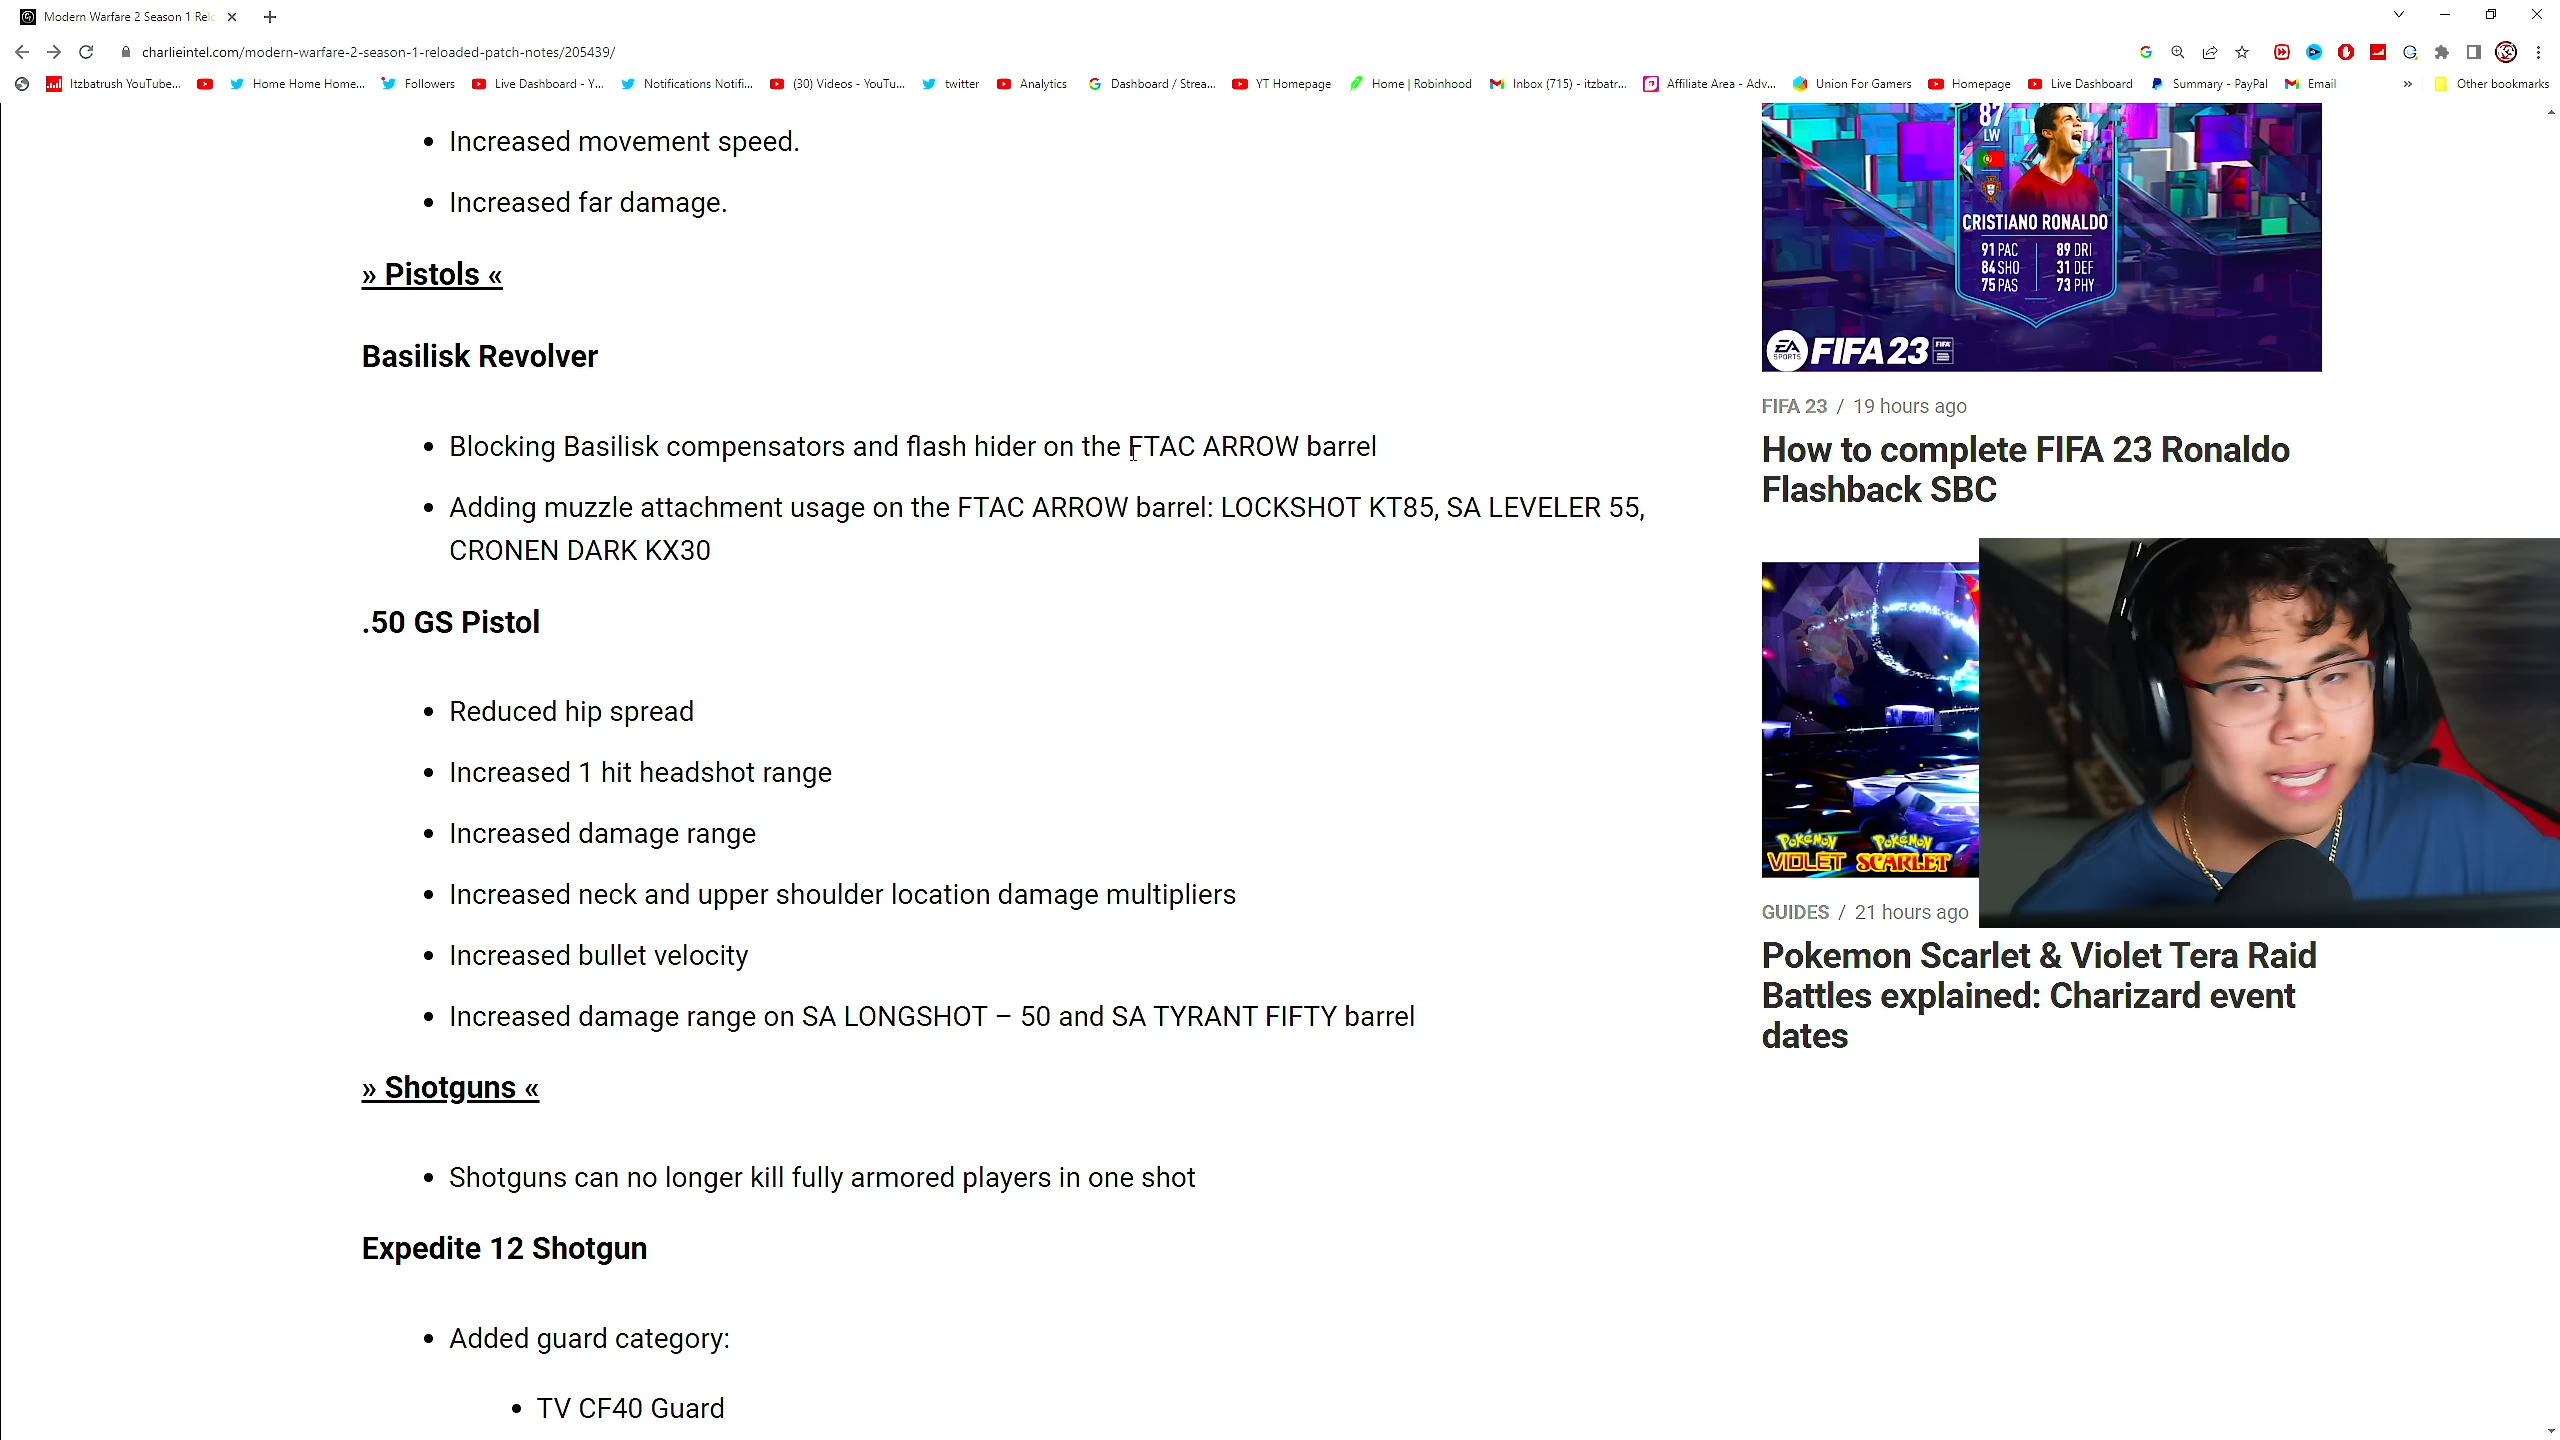 Modern Warfare 2 Season 1 Relo
charlieintel.com/modern-warfare-2-season-1-reloaded-patch-notes/205439/
Itzbatrush YouTube... Home Home Home... Followers Live Dashboard - Y... Notifications Notifi... (30) Videos - YouTu... twitter Analytics Dashboard / Strea... YT Homepage Home | Robinhood Inbox (715) - itzbatr... Affiliate Area - Adv... Union For Gamers Homepage Live Dashboard Summary - PayPal Email » Other bookmarks
• Increased movement speed.
• Increased far damage.
» Pistols «
Basilisk Revolver
• Blocking Basilisk compensators and flash hider on the FTAC ARROW barrel
• Adding muzzle attachment usage on the FTAC ARROW barrel: LOCKSHOT KT85, SA LEVELER 55,
CRONEN DARK KX30
.50 GS Pistol
• Reduced hip spread
• Increased 1 hit headshot range
• Increased damage range
• Increased neck and upper shoulder location damage multipliers
• Increased bullet velocity
• Increased damage range on SA LONGSHOT – 50 and SA TYRANT FIFTY barrel
» Shotguns «
• Shotguns can no longer kill fully armored players in one shot
Expedite 12 Shotgun
• Added guard category:
• TV CF40 Guard
87
LW
CRISTIANO RONALDO
91 PAC 89 DRI
84 SHO 31 DEF
75 PAS 73 PHY
EA SPORTS FIFA 23
FIFA 23 / 19 hours ago
How to complete FIFA 23 Ronaldo
Flashback SBC
Pokémon Pokémon
VIOLET SCARLET
GUIDES / 21 hours ago
Pokemon Scarlet & Violet Tera Raid
Battles explained: Charizard event
dates